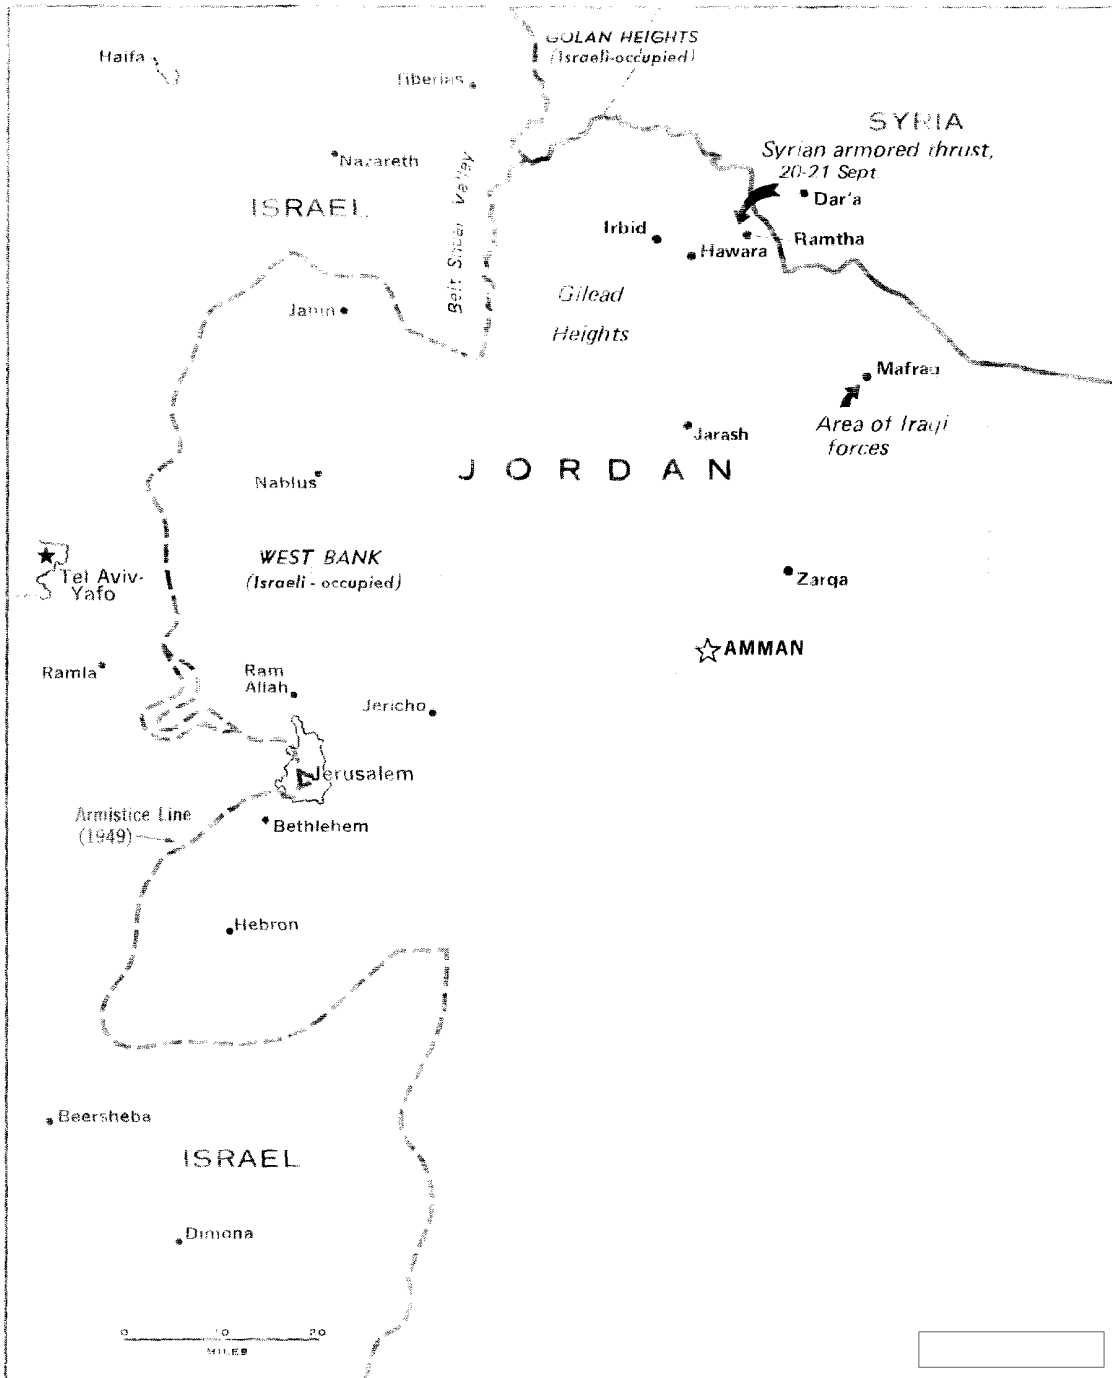 GOLAN HEIGHTS
(Israeli-occupied)
Haifa
Tiberias
SYRIA
Syrian armored thrust,
20-21 Sept
Nazareth
Beit Shean Valley
Dar'a
ISRAEL
Irbid
Ramtha
Hawara
Gilead
Heights
Janin
Mafraq
Area of Iraqi
forces
Jarash
JORDAN
Nablus
WEST BANK
(Israeli - occupied)
Tel Aviv-
Yafo
Zarqa
AMMAN
Ramla
Ram
Allah
Jericho
Jerusalem
Armistice Line
(1949)
Bethlehem
Hebron
Beersheba
ISRAEL
Dimona
0 10 20
MILES